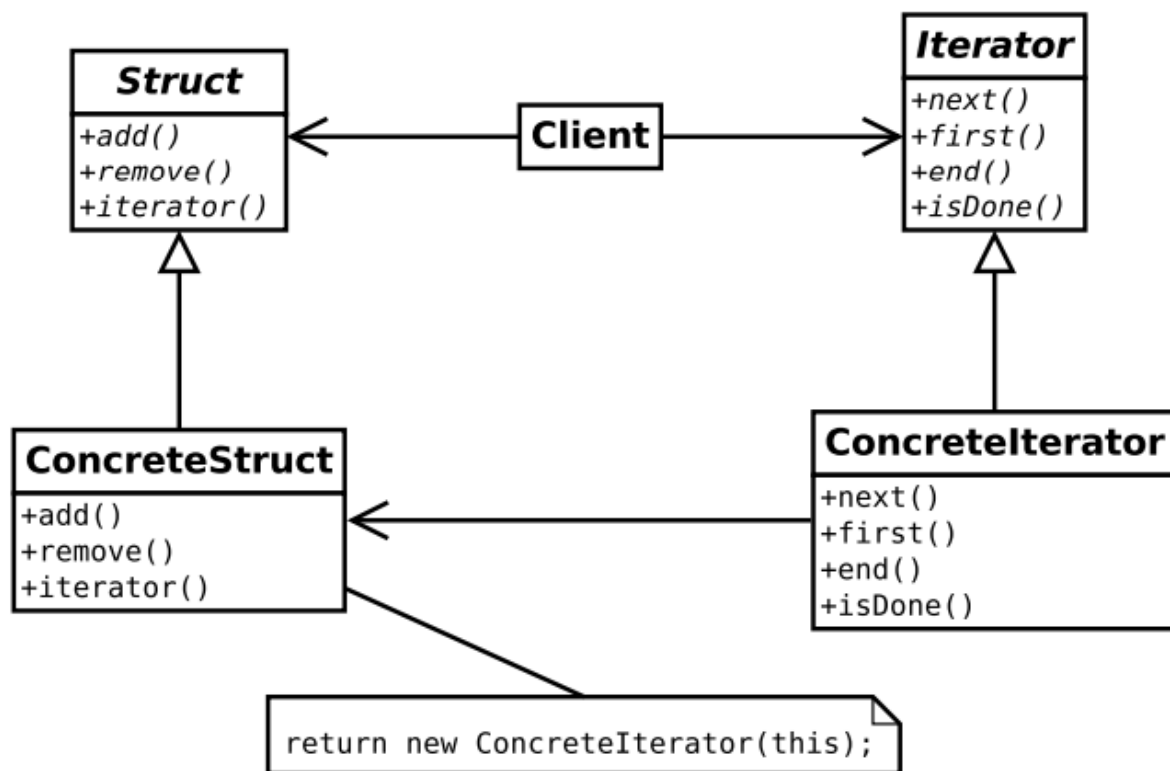 Struct
+add()
+remove()
+iterator()
Client
Iterator
+next()
+first()
+end()
+isDone()
ConcreteStruct
+add()
+remove()
+iterator()
ConcreteIterator
+next()
+first()
+end()
+isDone()
return new ConcreteIterator(this);